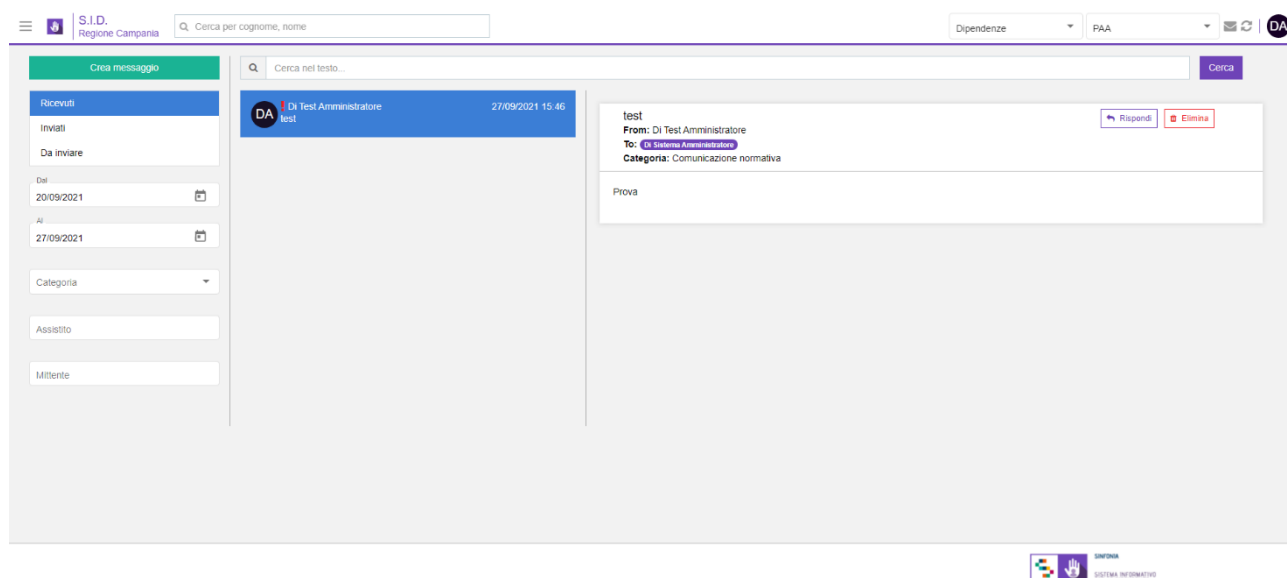 S.I.D.
Regione Campania
Cerca per cognome, nome
Dipendenze
PAA
DA
Crea messaggio
Cerca nel testo...
Cerca
Ricevuti
Inviati
Da inviare
Dal
20/09/2021
Al
27/09/2021
Categoria
Assistito
Mittente
DA
! Di Test Amministratore 27/09/2021 15:46
test
test
Rispondi
Elimina
From: Di Test Amministratore
To: Di Sistema Amministratore
Categoria: Comunicazione normativa
Prova
SINFONIA
SISTEMA INFORMATIVO